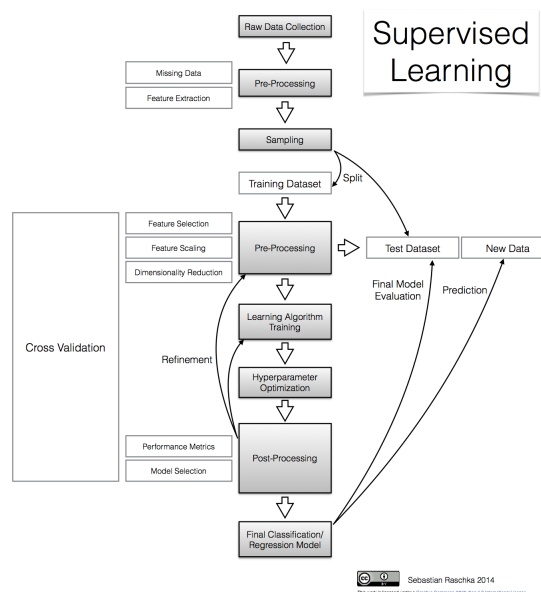 Supervised
Learning
Raw Data Collection
Missing Data
Feature Extraction
Pre-Processing
Sampling
Split
Training Dataset
Feature Selection
Feature Scaling
Dimensionality Reduction
Pre-Processing
Test Dataset
New Data
Final Model
Evaluation
Prediction
Learning Algorithm
Training
Cross Validation
Refinement
Hyperparameter
Optimization
Performance Metrics
Model Selection
Post-Processing
Final Classification/
Regression Model
cc
BY
Sebastian Raschka 2014